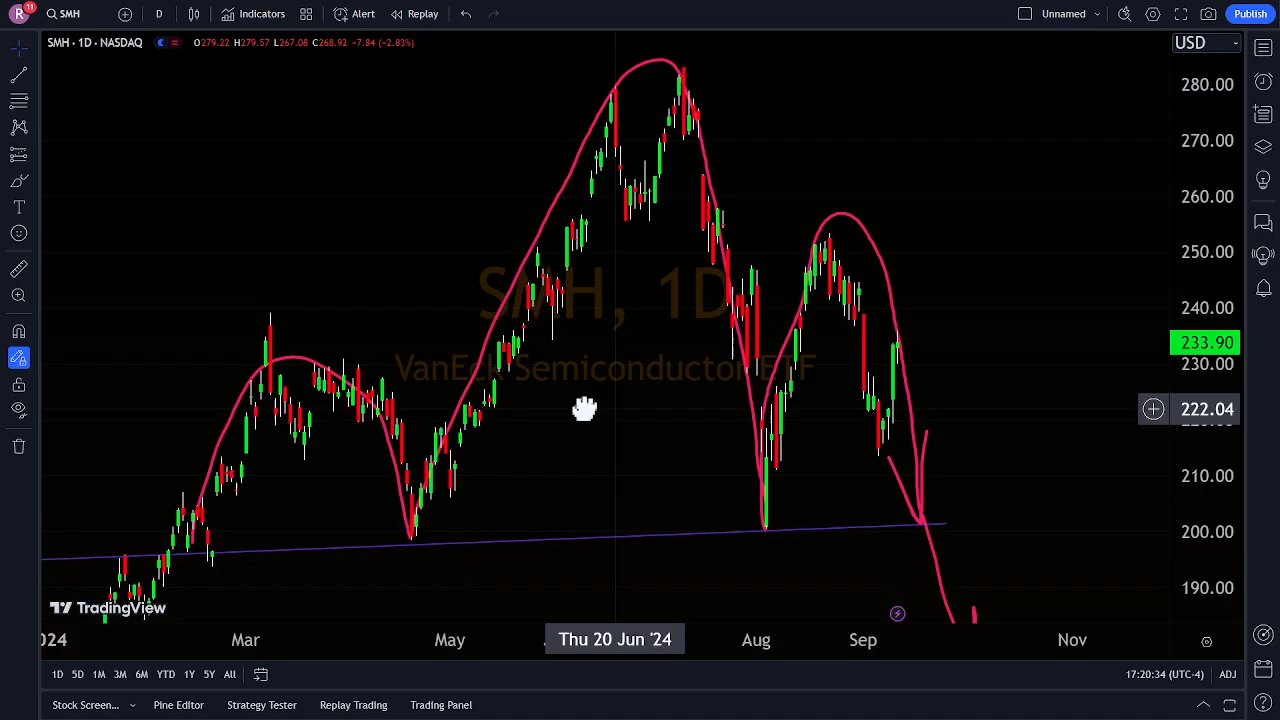 R 11 SMH D Indicators Alert Replay Unnamed Publish
SMH · 1D · NASDAQ O279.22 H279.57 L267.08 C268.92 −7.84 (−2.83%) USD
280.00
270.00
260.00
250.00
240.00
SMH, 1D
VanEck Semiconductor ETF
233.90
230.00
222.04
220.00
210.00
200.00
190.00
TradingView
2024 Mar May Thu 20 Jun '24 Aug Sep Nov
1D 5D 1M 3M 6M YTD 1Y 5Y All 17:20:34 (UTC-4) ADJ
Stock Screen... Pine Editor Strategy Tester Replay Trading Trading Panel